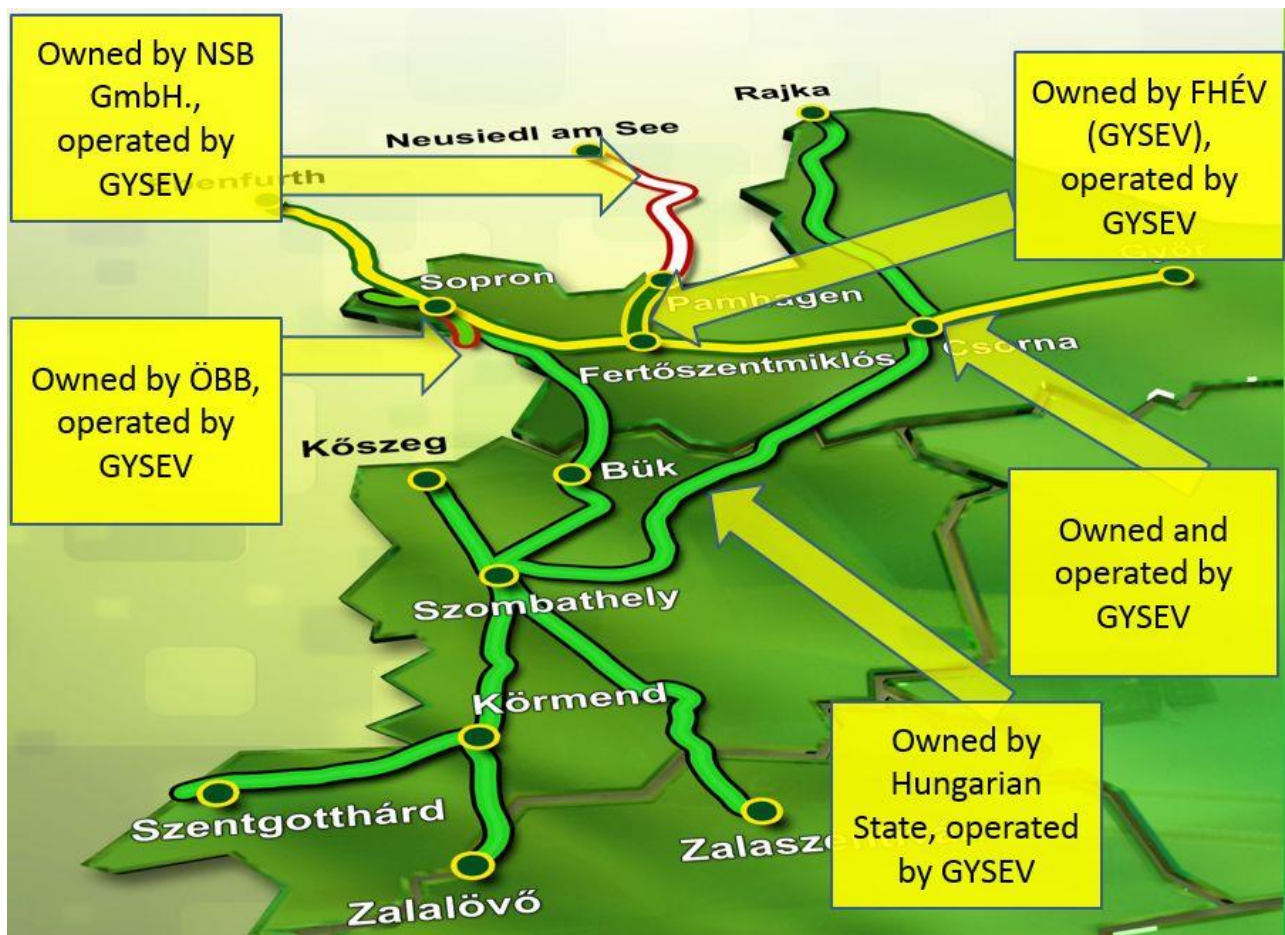 Owned by NSB
GmbH.,
operated by
GYSEV
Owned by FHÉV
(GYSEV),
operated by
GYSEV
Rajka
Neusiedl am See
Győr
Sopron
Pamhagen
Fertőszentmiklós
Csorna
Owned by ÖBB,
operated by
GYSEV
Kőszeg
Bük
Owned and
operated by
GYSEV
Szombathely
Körmend
Owned by
Hungarian
State, operated
by GYSEV
Szentgotthárd
Zalalövő